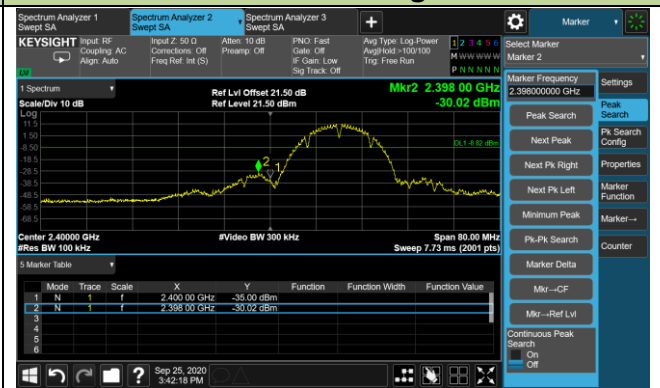 Spectrum Analyzer 1
Swept SA
Spectrum Analyzer 2
Swept SA
Spectrum Analyzer 3
Swept SA
+
Marker
KEYSIGHT
Input: RF
Coupling: AC
Align: Auto
Input Z: 50 Ω
Corrections: Off
Freq Ref: Int (S)
Atten: 10 dB
Preamp: Off
PNO: Fast
Gate: Off
IF Gain: Low
Sig Track: Off
Avg Type: Log-Power
Avg|Hold:>100/100
Trig: Free Run
1 2 3 4 5 6
M W W W W W
P N N N N N
LV
Select Marker
Marker 2
Marker Frequency
2.398000000 GHz
Settings
Peak Search
Next Peak
Next Pk Right
Next Pk Left
Minimum Peak
Pk-Pk Search
Marker Delta
Mkr→CF
Mkr→Ref Lvl
Continuous Peak
Search
On
Off
Peak
Search
Pk Search
Config
Properties
Marker
Function
Marker→
Counter
1 Spectrum
Scale/Div 10 dB
Ref Lvl Offset 21.50 dB
Ref Level 21.50 dBm
Mkr2 2.398 00 GHz
-30.02 dBm
Log
11.5
1.50
-8.50
-18.5
-28.5
-38.5
-48.5
-58.5
-68.5
DL1 -8.82 dBm
2
1
Center 2.40000 GHz
#Res BW 100 kHz
#Video BW 300 kHz
Span 80.00 MHz
Sweep 7.73 ms (2001 pts)
5 Marker Table
Mode Trace Scale X Y Function Function Width Function Value
1 N 1 f 2.400 00 GHz -35.00 dBm
2 N 1 f 2.398 00 GHz -30.02 dBm
3
4
5
6
?
Sep 25, 2020
3:42:18 PM